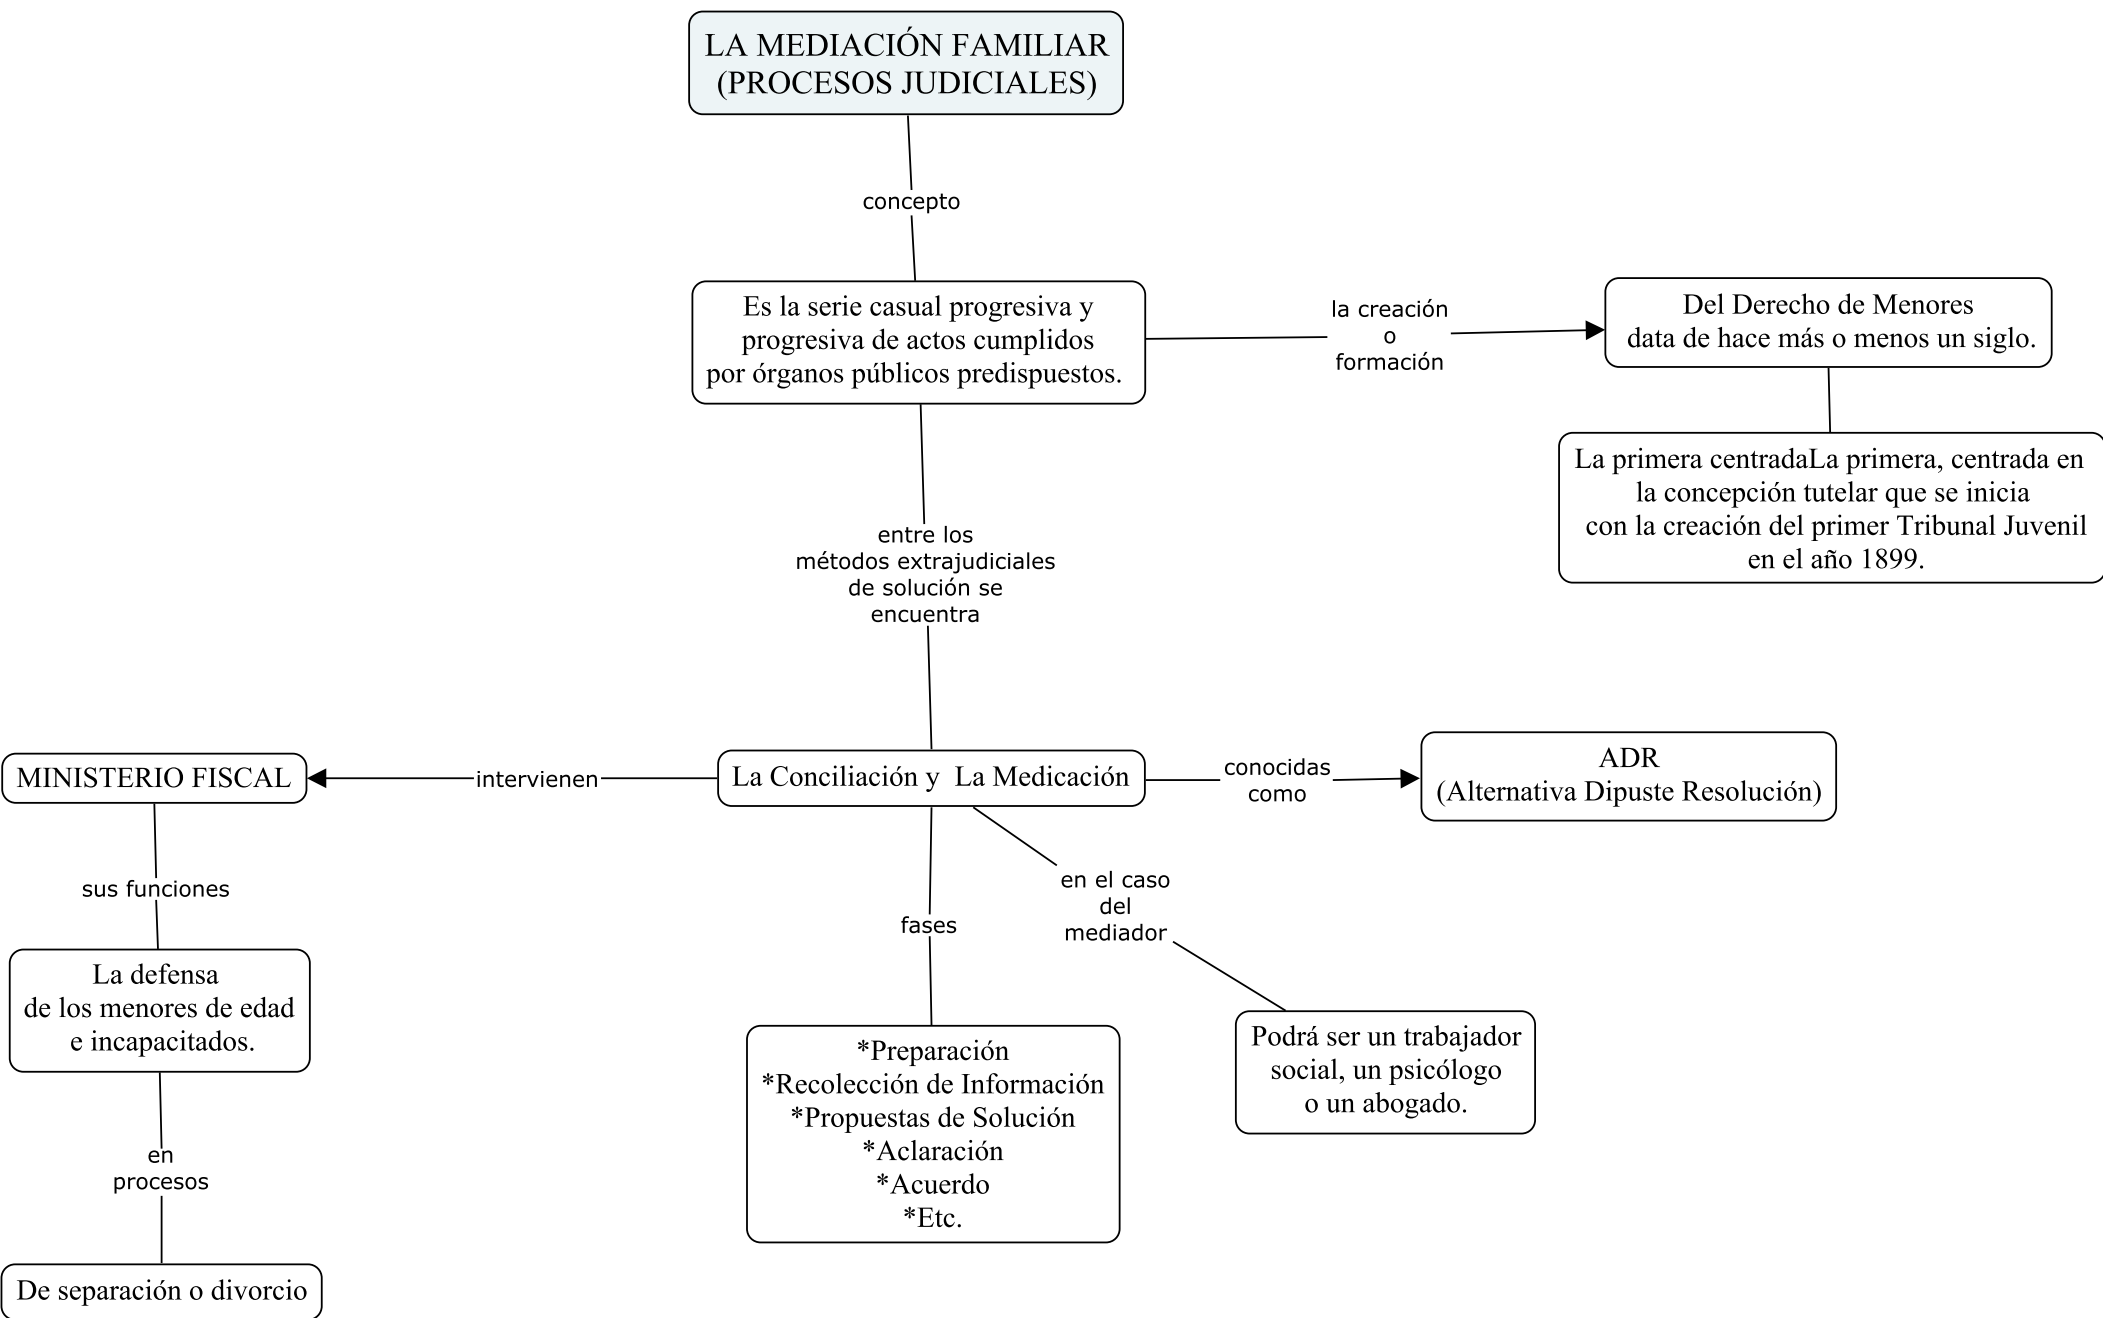 LA MEDIACIÓN FAMILIAR
(PROCESOS JUDICIALES)
concepto
Es la serie casual progresiva y
progresiva de actos cumplidos
por órganos públicos predispuestos.
la creación
o
formación
Del Derecho de Menores
data de hace más o menos un siglo.
La primera centradaLa primera, centrada en
la concepción tutelar que se inicia
con la creación del primer Tribunal Juvenil
en el año 1899.
entre los
métodos extrajudiciales
de solución se
encuentra
La Conciliación y  La Medicación
intervienen
MINISTERIO FISCAL
sus funciones
La defensa
de los menores de edad
e incapacitados.
en
procesos
De separación o divorcio
conocidas
como
ADR
(Alternativa Dipuste Resolución)
fases
*Preparación
*Recolección de Información
*Propuestas de Solución
*Aclaración
*Acuerdo
*Etc.
en el caso
del
mediador
Podrá ser un trabajador
social, un psicólogo
o un abogado.